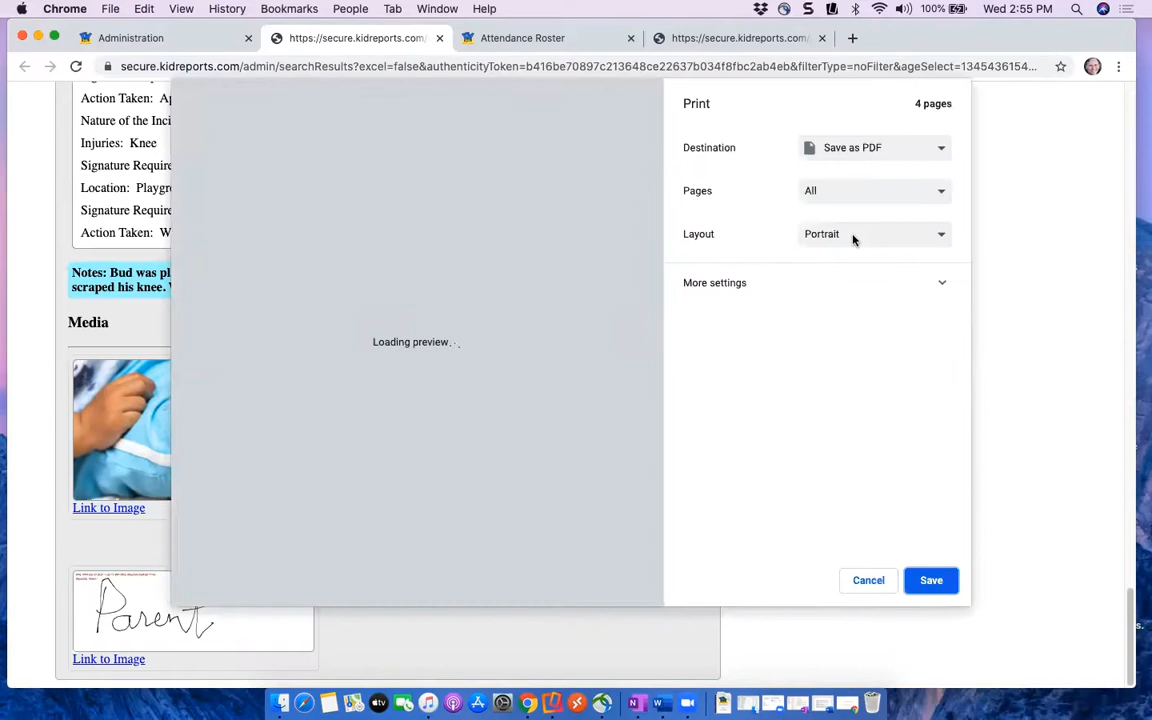 Chrome File Edit View History Bookmarks People Tab Window Help 100% Wed 2:55 PM
Administration https://secure.kidreports.com/ Attendance Roster https://secure.kidreports.com/
secure.kidreports.com/admin/searchResults?excel=false&authenticityToken=b416be70897c213648ce22637b034f8fbc2ab4eb&filterType=noFilter&ageSelect=1345436154...
Action Taken: Ap
Nature of the Inci
Injuries: Knee
Signature Require
Location: Playgr
Signature Require
Action Taken: W
Notes: Bud was pl
scraped his knee. W
Media
Link to Image
Parent
Link to Image
Loading preview
Print 4 pages
Destination Save as PDF
Pages All
Layout Portrait
More settings
Cancel Save
s.